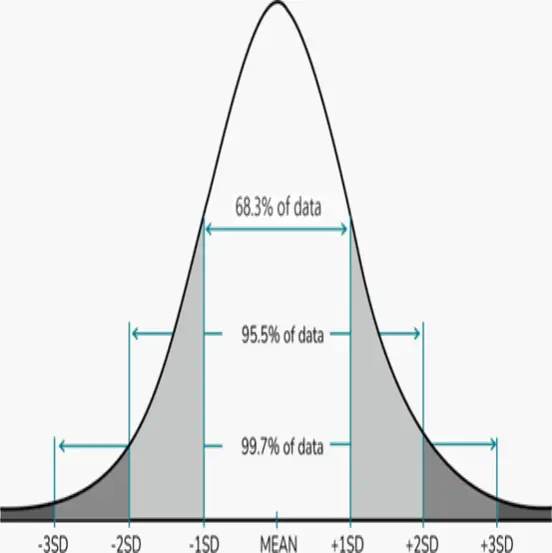 68.3% of data
95.5% of data
99.7% of data
-3SD -2SD -1SD MEAN +1SD +2SD +3SD